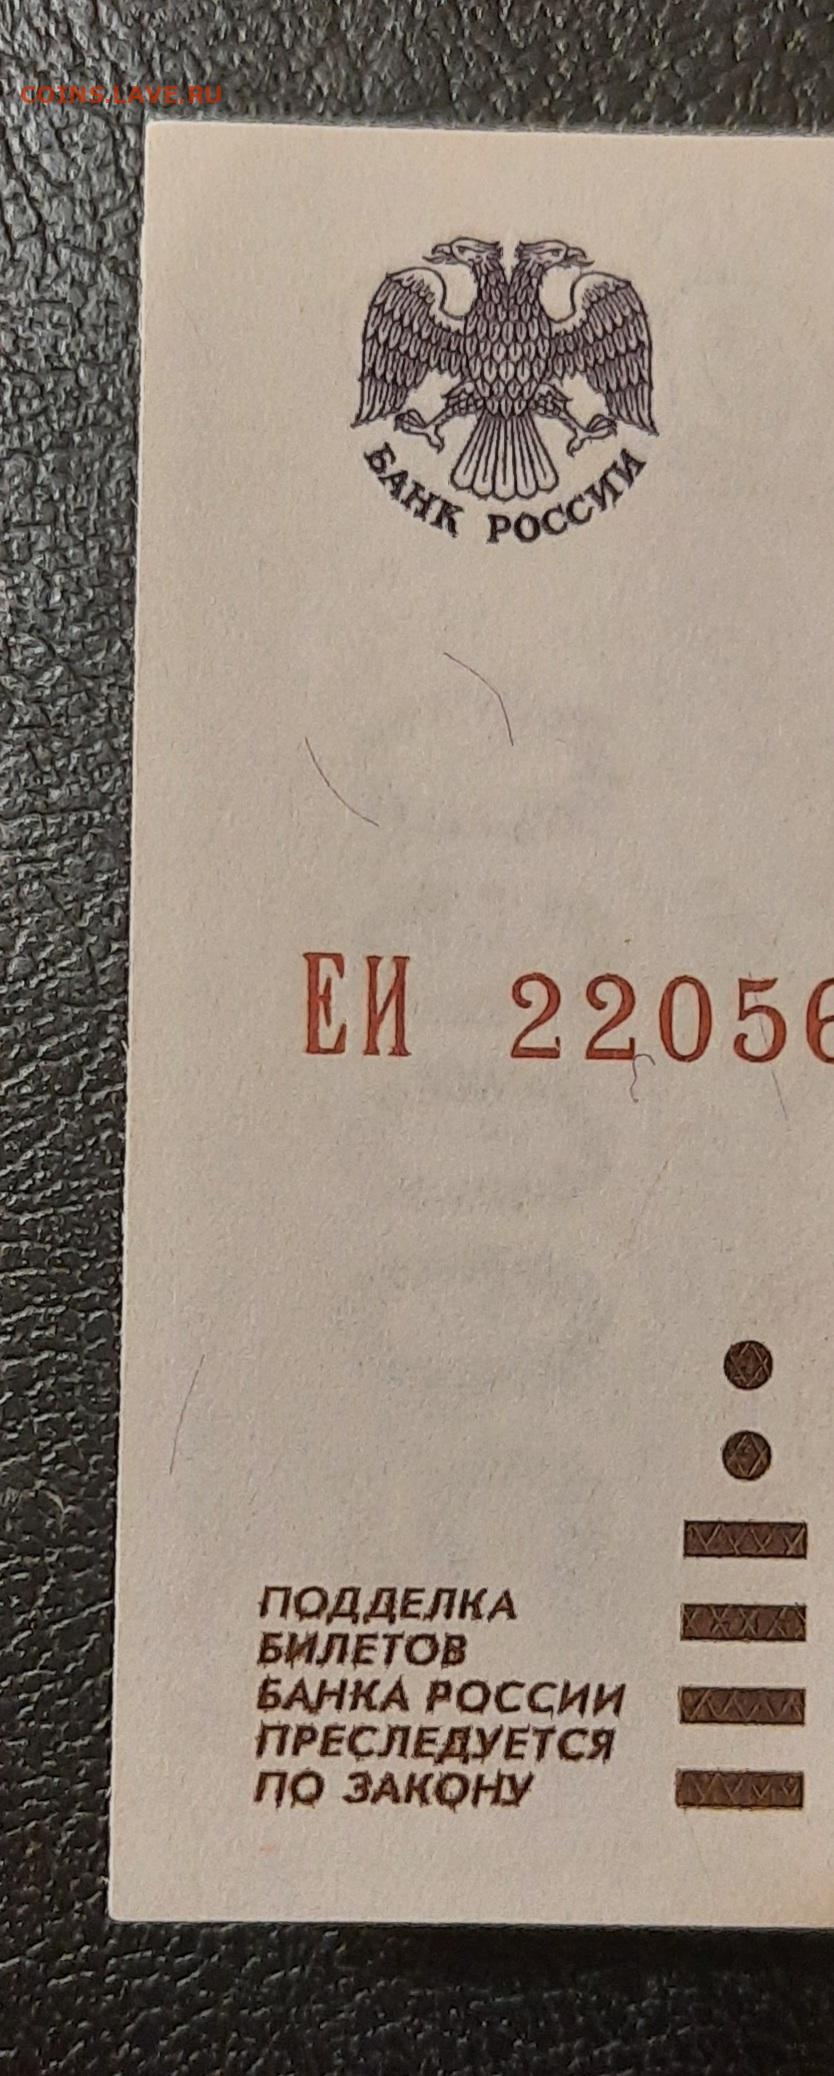 COINS.LAVE.RU
БАНК РОССИИ
ЕИ 22056
ПОДДЕЛКА
БИЛЕТОВ
БАНКА РОССИИ
ПРЕСЛЕДУЕТСЯ
ПО ЗАКОНУ